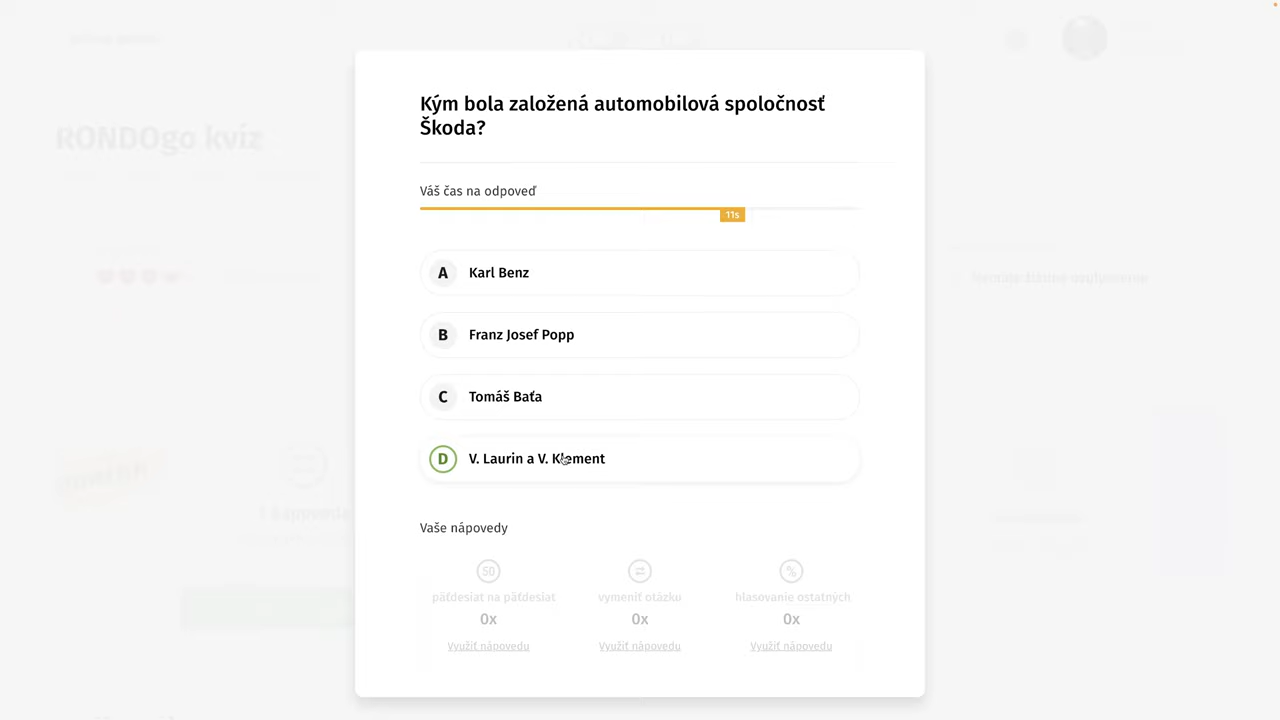 RONDOgo kvíz
Kým bola založená automobilová spoločnosť
Škoda?
Váš čas na odpoveď
11s
A Karl Benz
B Franz Josef Popp
C Tomáš Baťa
D V. Laurin a V. Klement
Vaše nápovedy
50
%
päťdesiat na päťdesiat
vymeniť otázku
hlasovanie ostatných
0x
0x
0x
Využiť nápovedu
Využiť nápovedu
Využiť nápovedu